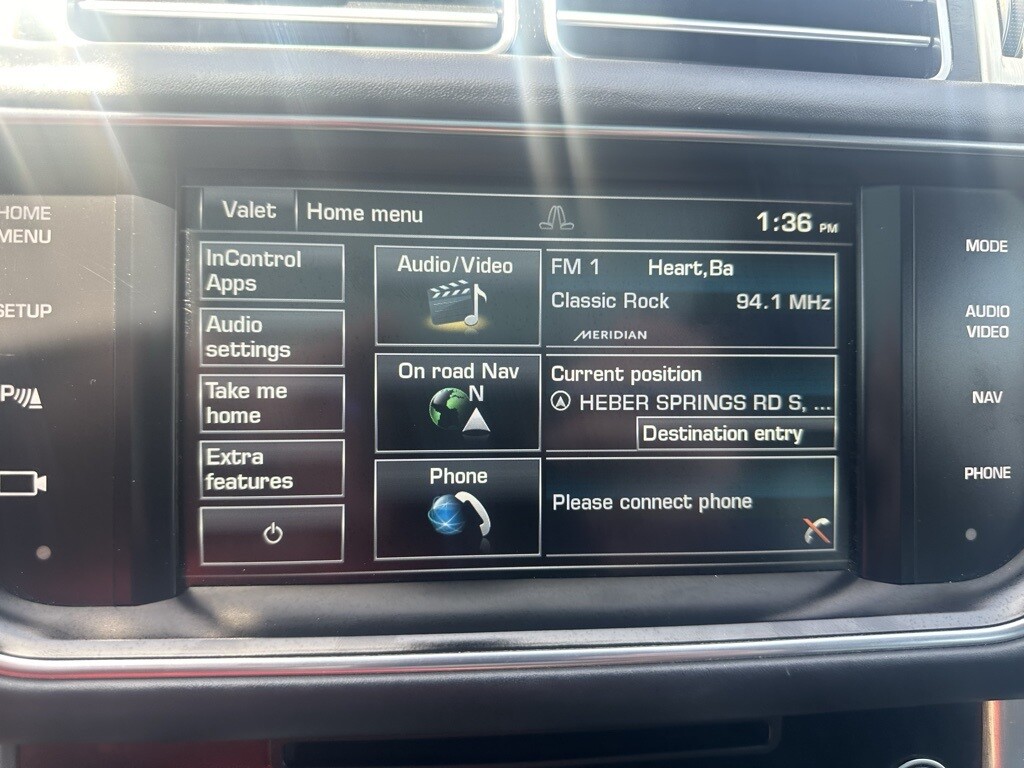 HOME
MENU
SETUP
P
Valet
Home menu
1:36 PM
InControl
Apps
Audio
settings
Take me
home
Extra
features
Audio/Video
FM 1 Heart,Ba
Classic Rock 94.1 MHz
MERIDIAN
On road Nav
N
Current position
HEBER SPRINGS RD S, ...
Destination entry
Phone
Please connect phone
MODE
AUDIO
VIDEO
NAV
PHONE